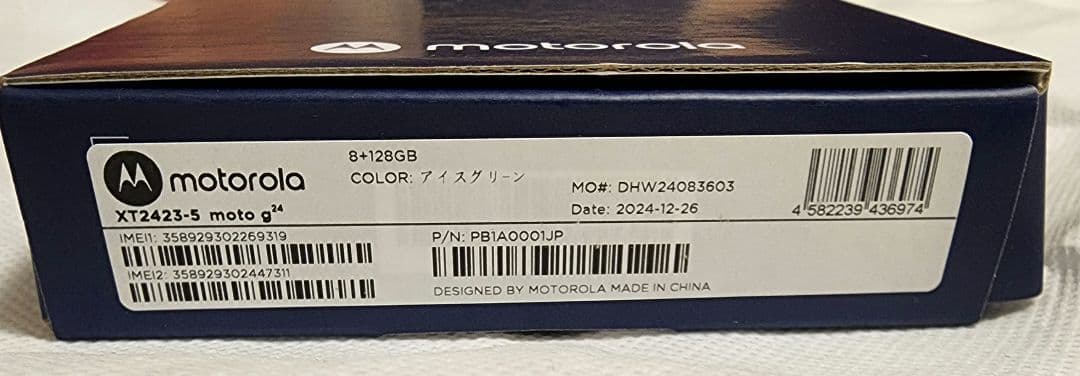 motorola
motorola
8+128GB
COLOR: アイスグリーン
XT2423-5 moto g²⁴
MO#: DHW24083603
Date: 2024-12-26
4 582239 436974
IMEI1: 358929302269319
IMEI2: 358929302447311
P/N: PB1A0001JP
DESIGNED BY MOTOROLA MADE IN CHINA